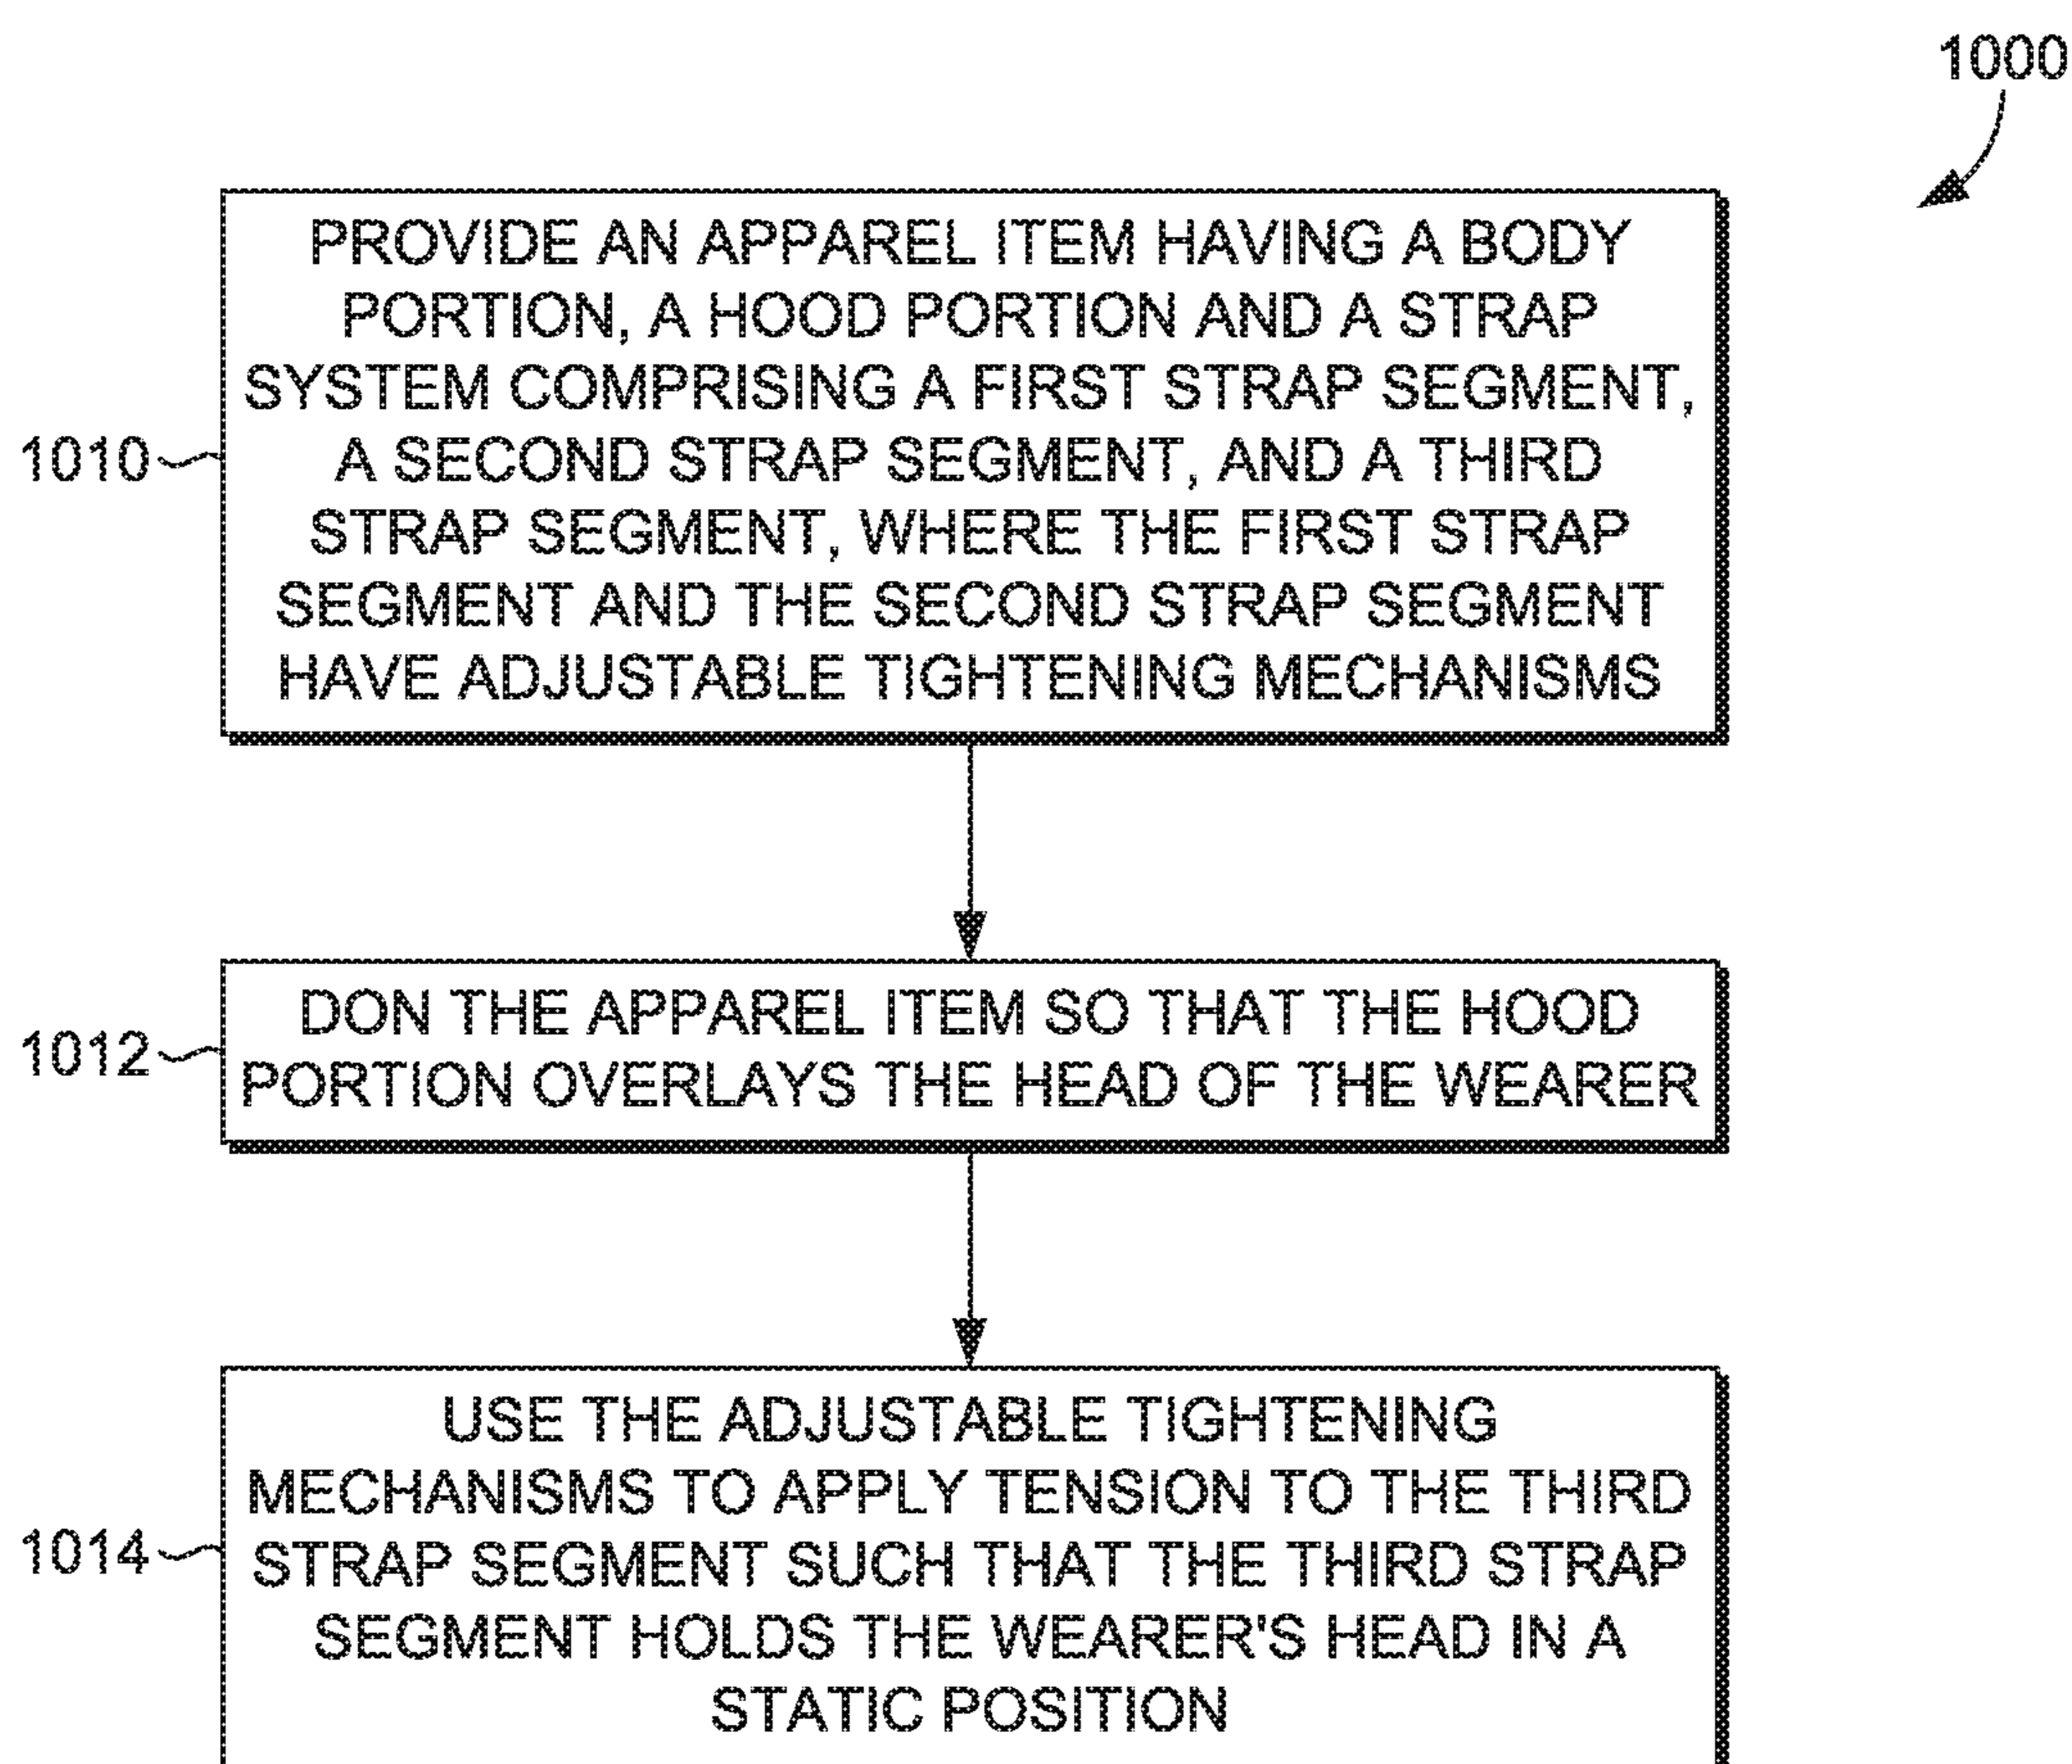 1000
PROVIDE AN APPAREL ITEM HAVING A BODY
PORTION, A HOOD PORTION AND A STRAP
SYSTEM COMPRISING A FIRST STRAP SEGMENT,
1010
A SECOND STRAP SEGMENT, AND A THIRD
STRAP SEGMENT, WHERE THE FIRST STRAP
SEGMENT AND THE SECOND STRAP SEGMENT
HAVE ADJUSTABLE TIGHTENING MECHANISMS
DON THE APPAREL ITEM SO THAT THE HOOD
1012
PORTION OVERLAYS THE HEAD OF THE WEARER
USE THE ADJUSTABLE TIGHTENING
MECHANISMS TO APPLY TENSION TO THE THIRD
1014
STRAP SEGMENT SUCH THAT THE THIRD STRAP
SEGMENT HOLDS THE WEARER'S HEAD IN A
STATIC POSITION